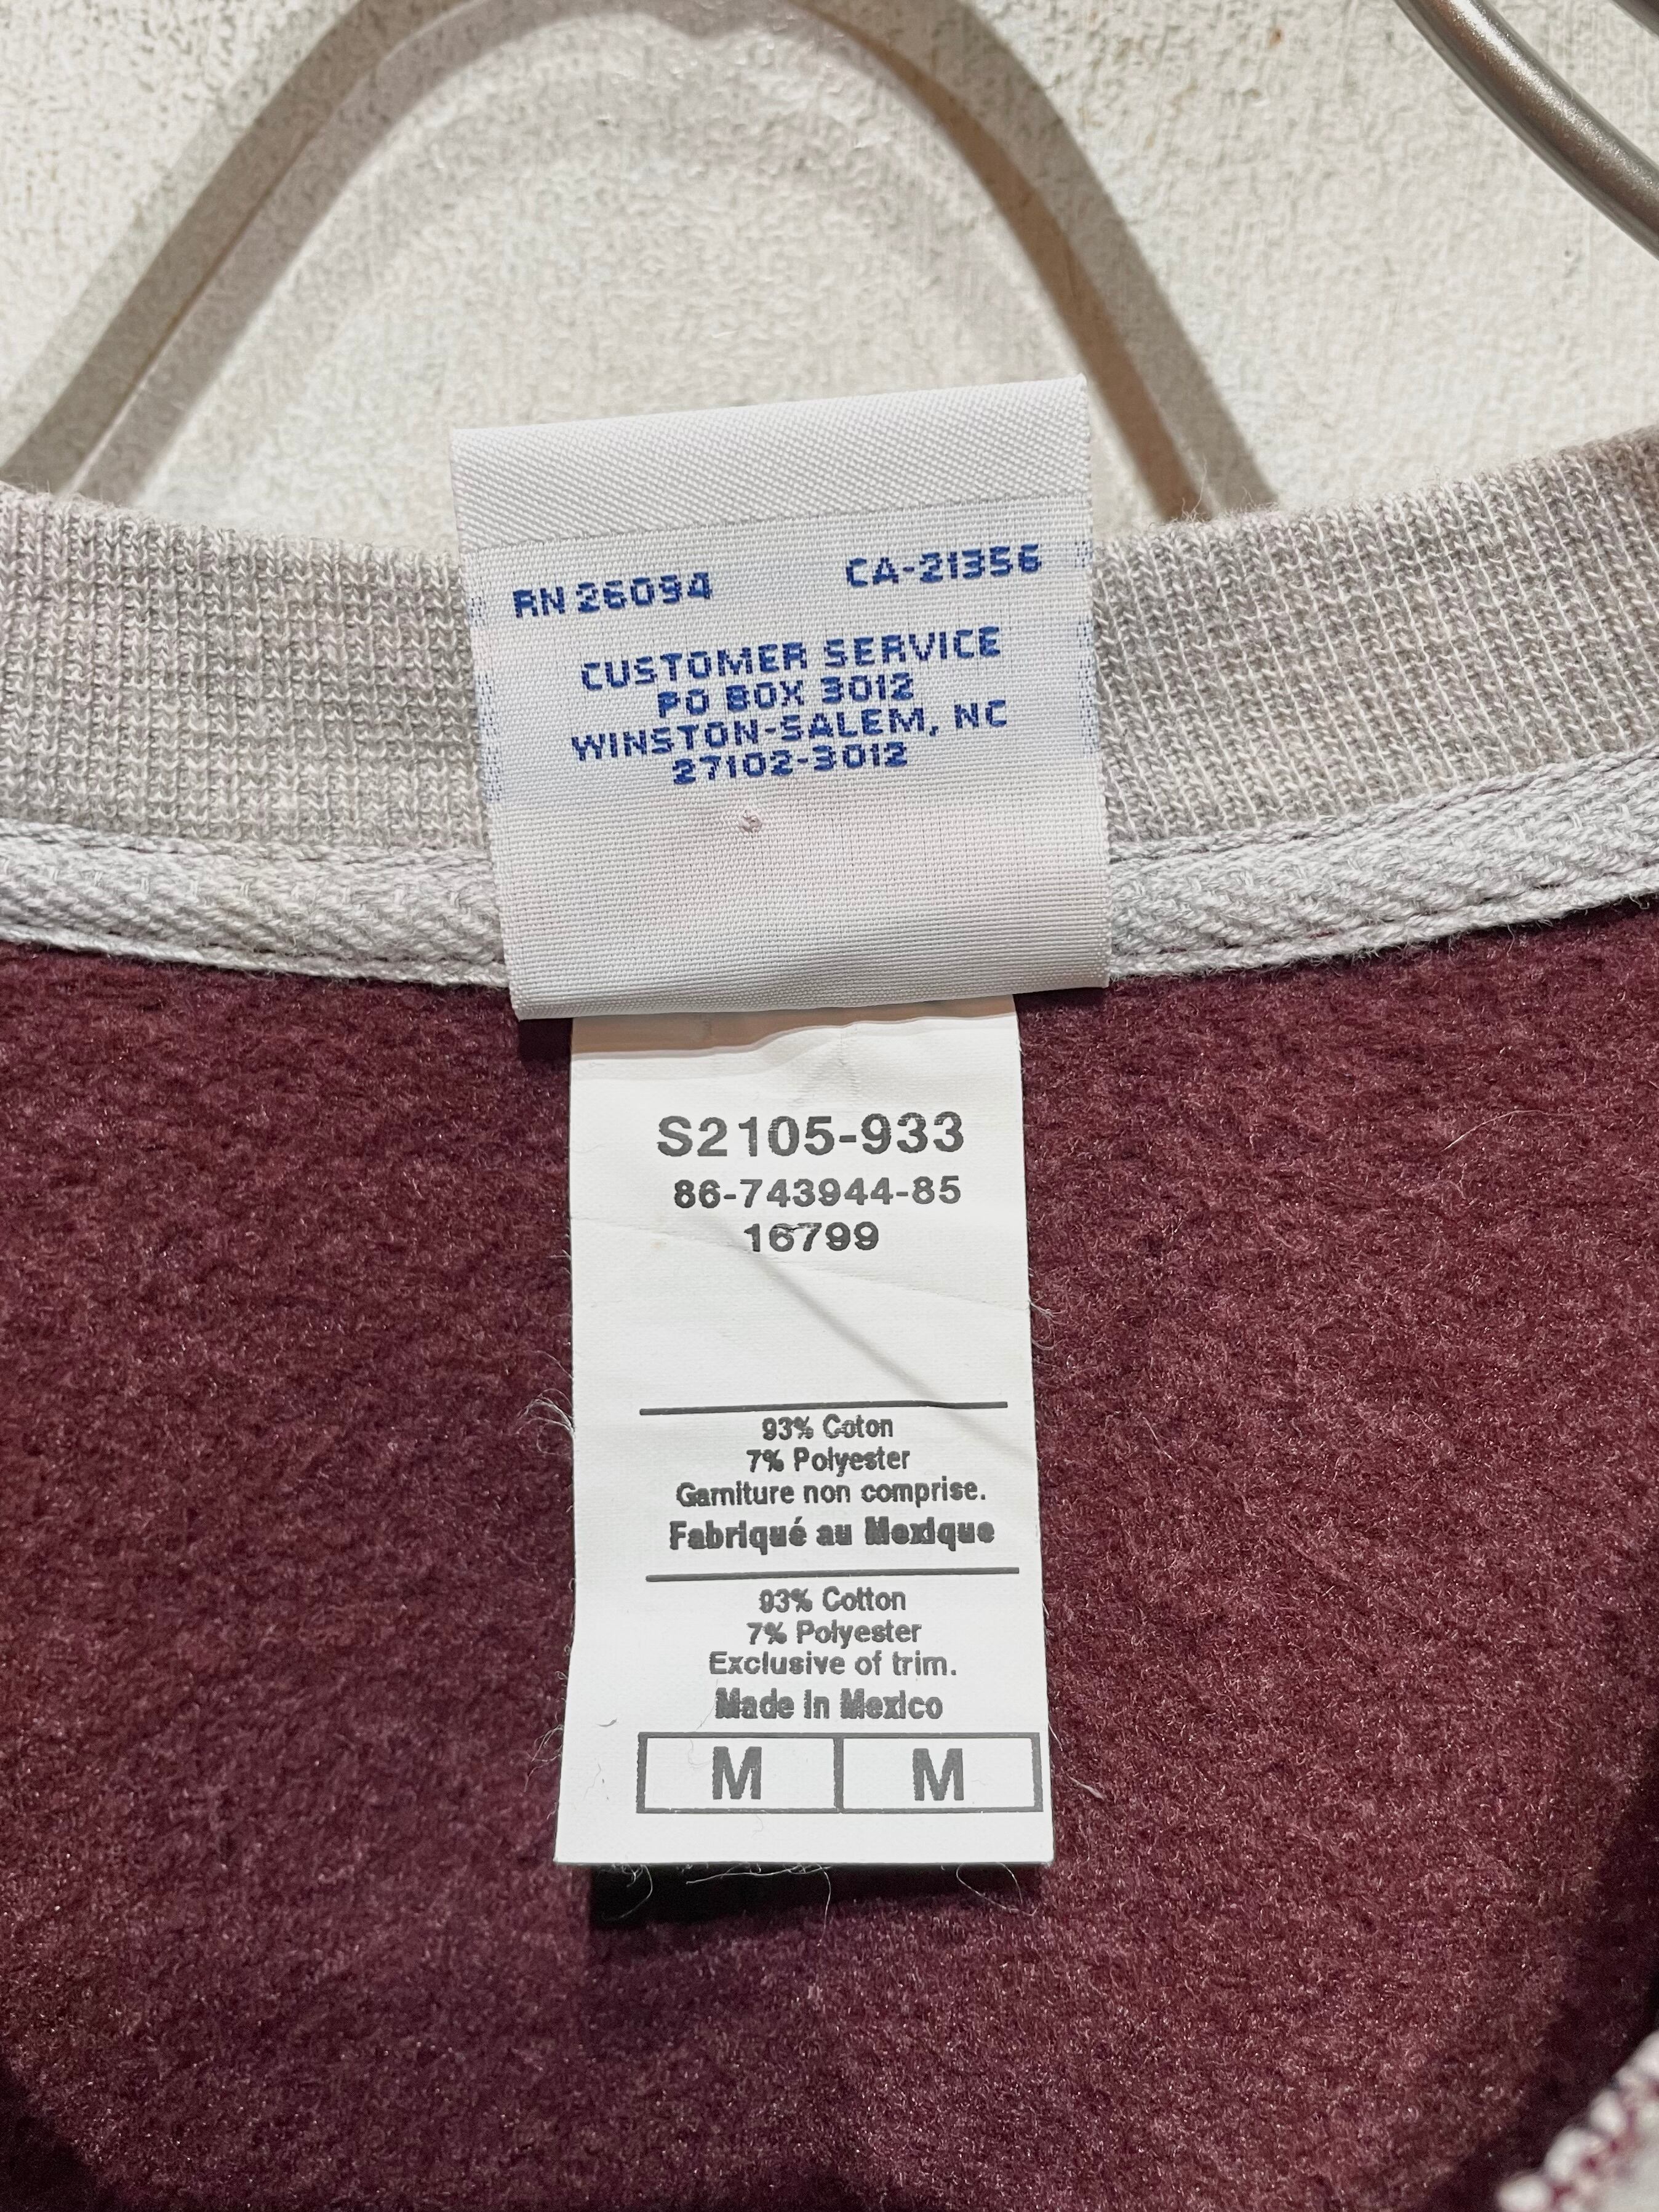 RN 26094 CA-21356
CUSTOMER SERVICE
PO BOX 3012
WINSTON-SALEM, NC
27102-3012
S2105-933
86-743944-85
16799
93% Coton
7% Polyester
Garniture non comprise.
Fabriqué au Mexique
93% Cotton
7% Polyester
Exclusive of trim.
Made in Mexico
M M